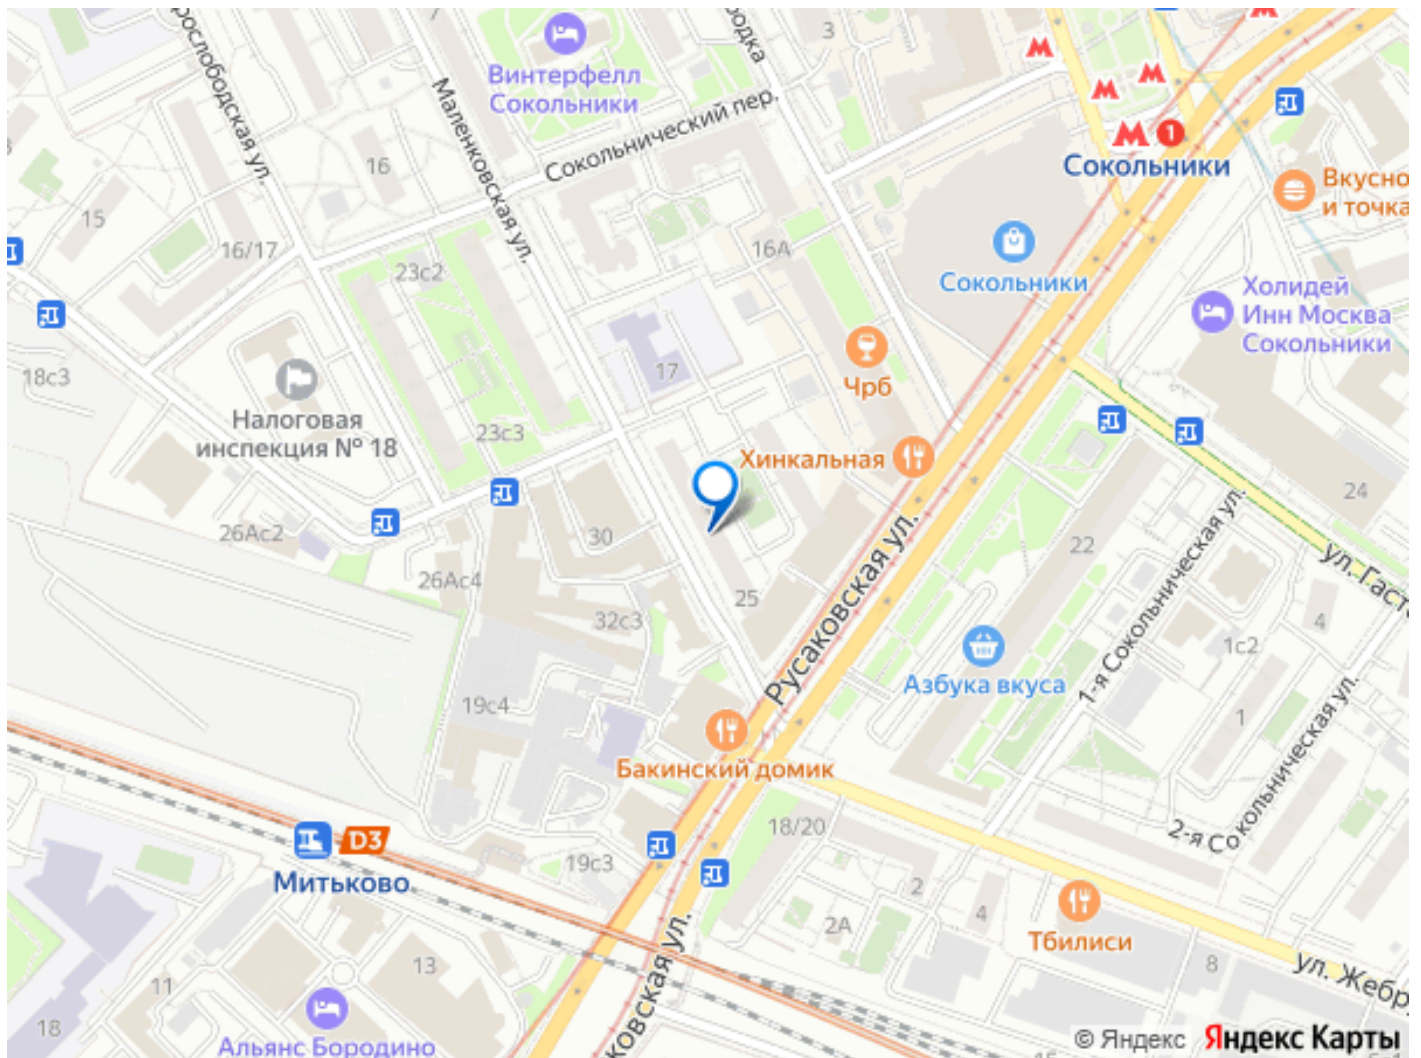 7
3
Винтерфелл
Сокольники
Маленковская ул.
Сокольнический пер.
Сокольники
1
Вкусно
и точка
16
15
16/17
23с2
16А
Сокольники
Холидей
Инн Москва
Сокольники
18с3
17
Чрб
Налоговая
инспекция № 18
23с3
Хинкальная
24
26Ас2
30
22
26Ас4
25
32с3
Русаковская ул.
1-я Сокольническая ул.
4
1с2
Азбука вкуса
19с4
1
2-я Сокольническая ул.
Бакинский домик
D3
Митьково
18/20
19с3
2
2А
4
Тбилиси
8
13
11
18
Альянс Бородино
© Яндекс
Яндекс Карты